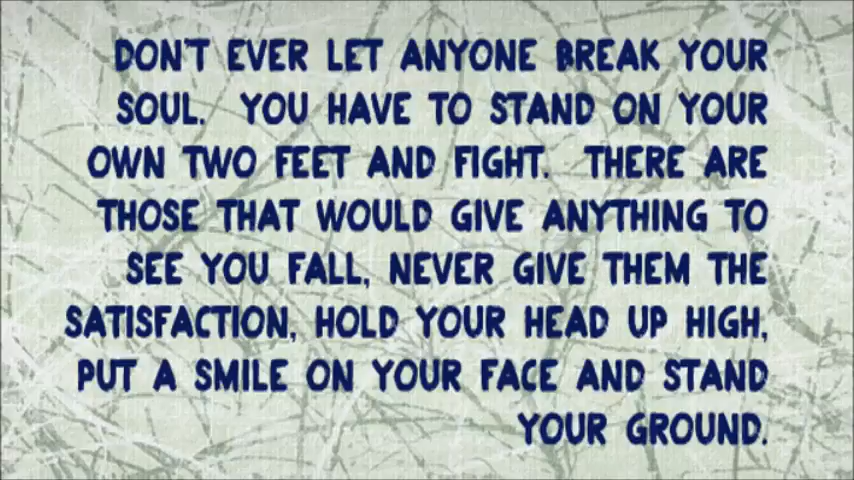 DON'T EVER LET ANYONE BREAK YOUR
SOUL. YOU HAVE TO STAND ON YOUR
OWN TWO FEET AND FIGHT. THERE ARE
THOSE THAT WOULD GIVE ANYTHING TO
SEE YOU FALL, NEVER GIVE THEM THE
SATISFACTION, HOLD YOUR HEAD UP HIGH,
PUT A SMILE ON YOUR FACE AND STAND
YOUR GROUND.